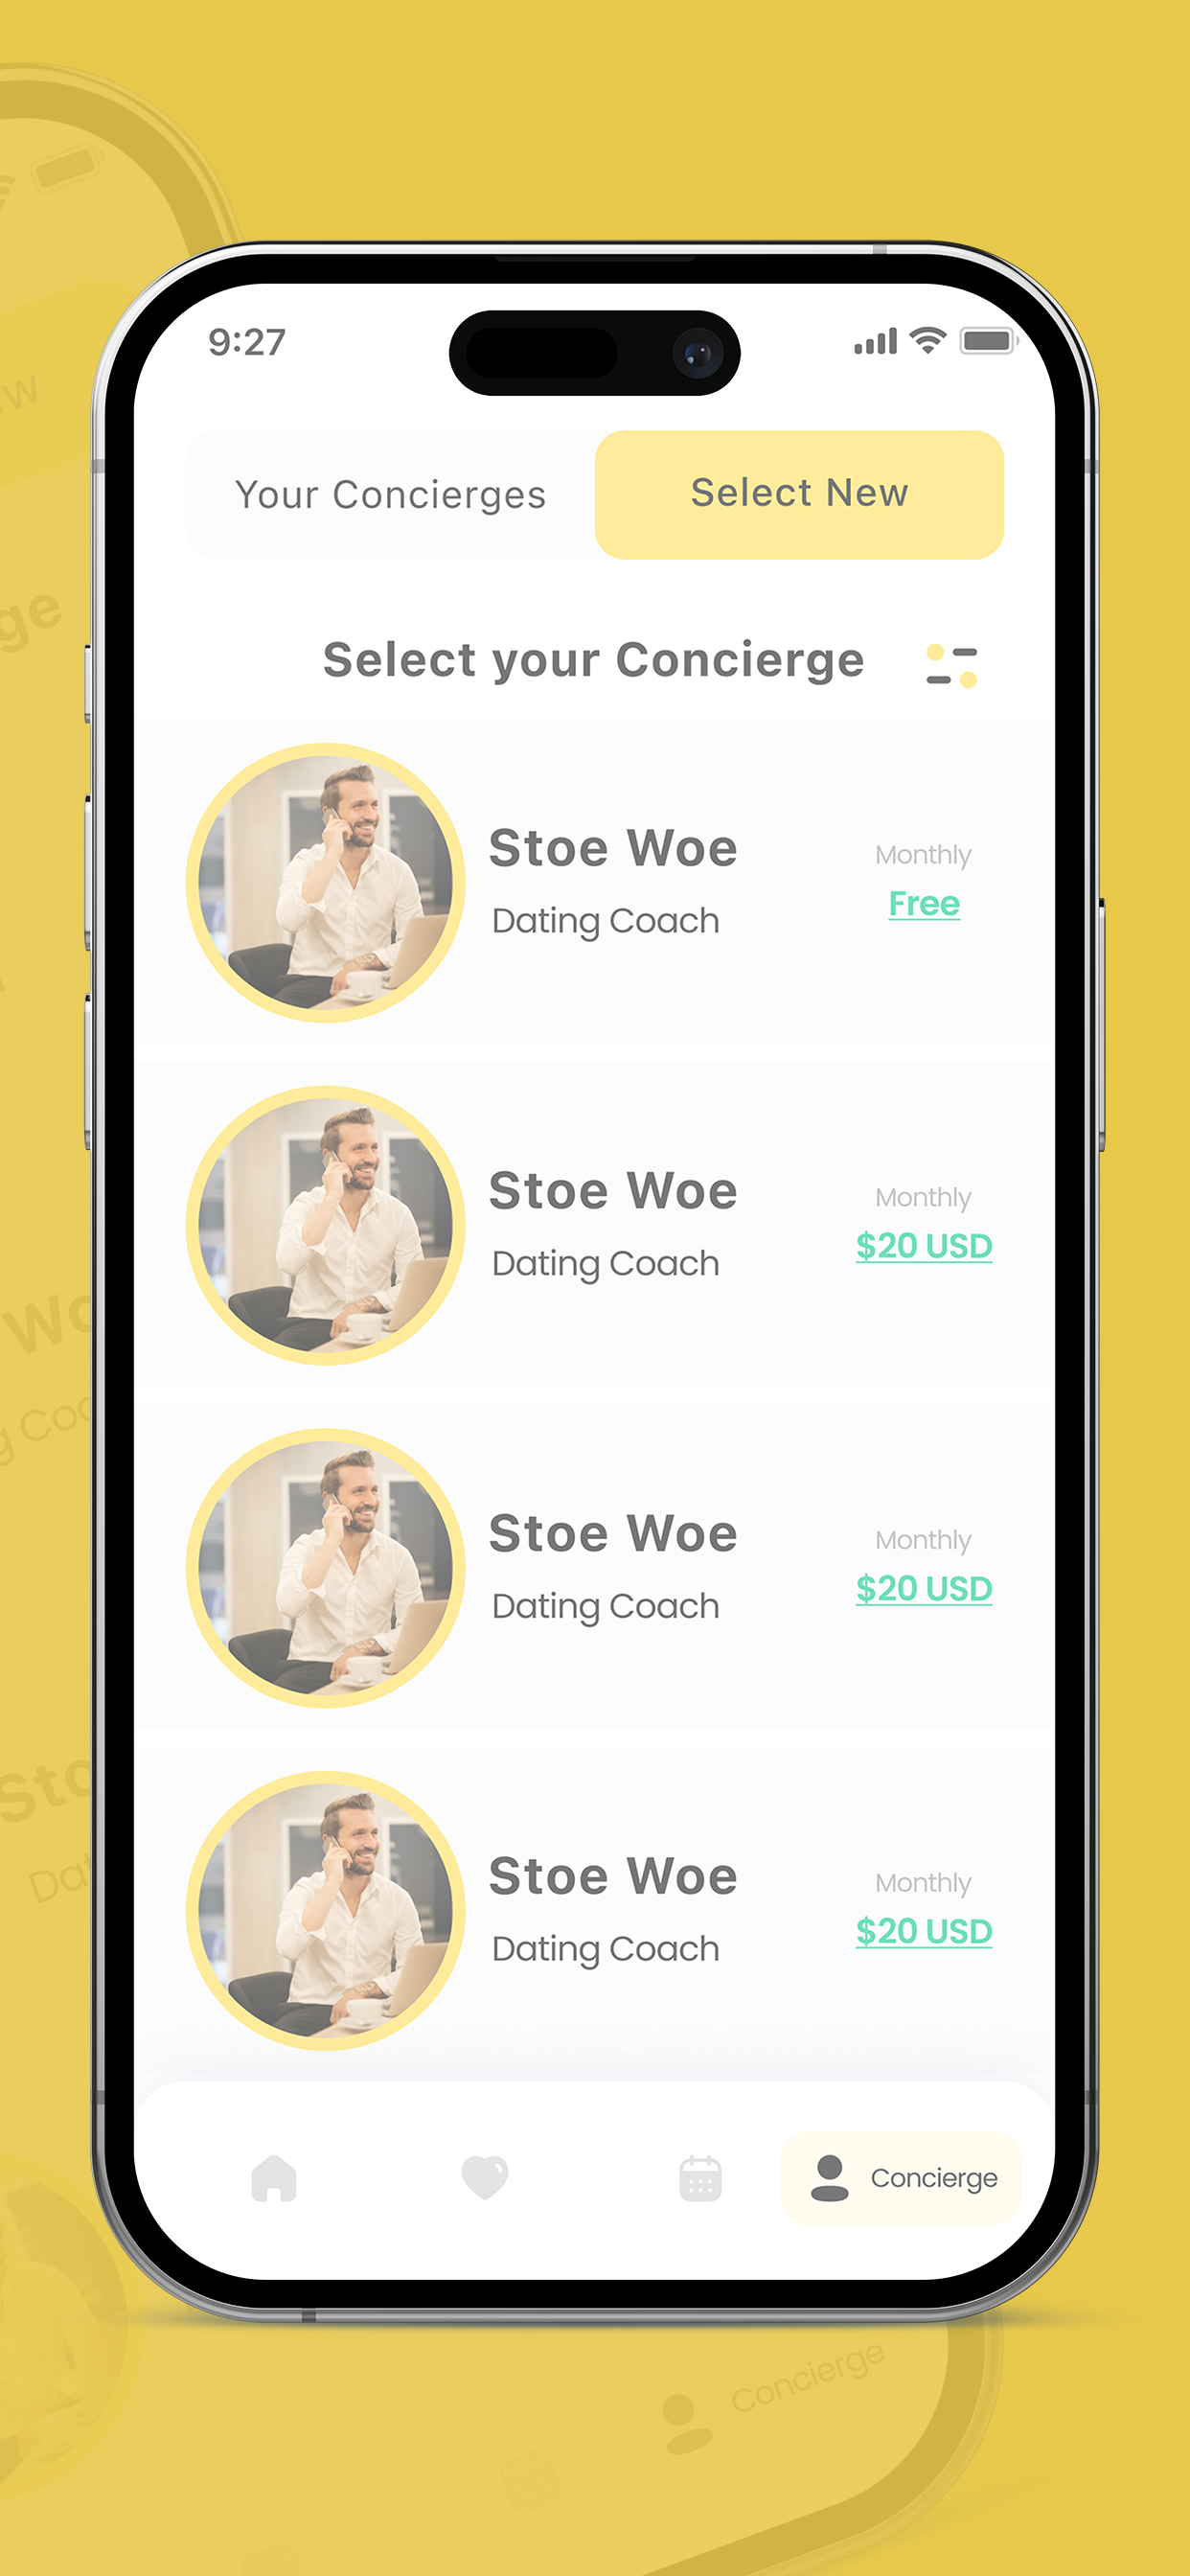 9:27
Your Concierges
Select New
Select your Concierge
Stoe Woe
Dating Coach
Monthly
Free
Stoe Woe
Dating Coach
Monthly
$20 USD
Stoe Woe
Dating Coach
Monthly
$20 USD
Stoe Woe
Dating Coach
Monthly
$20 USD
Concierge
Concierge